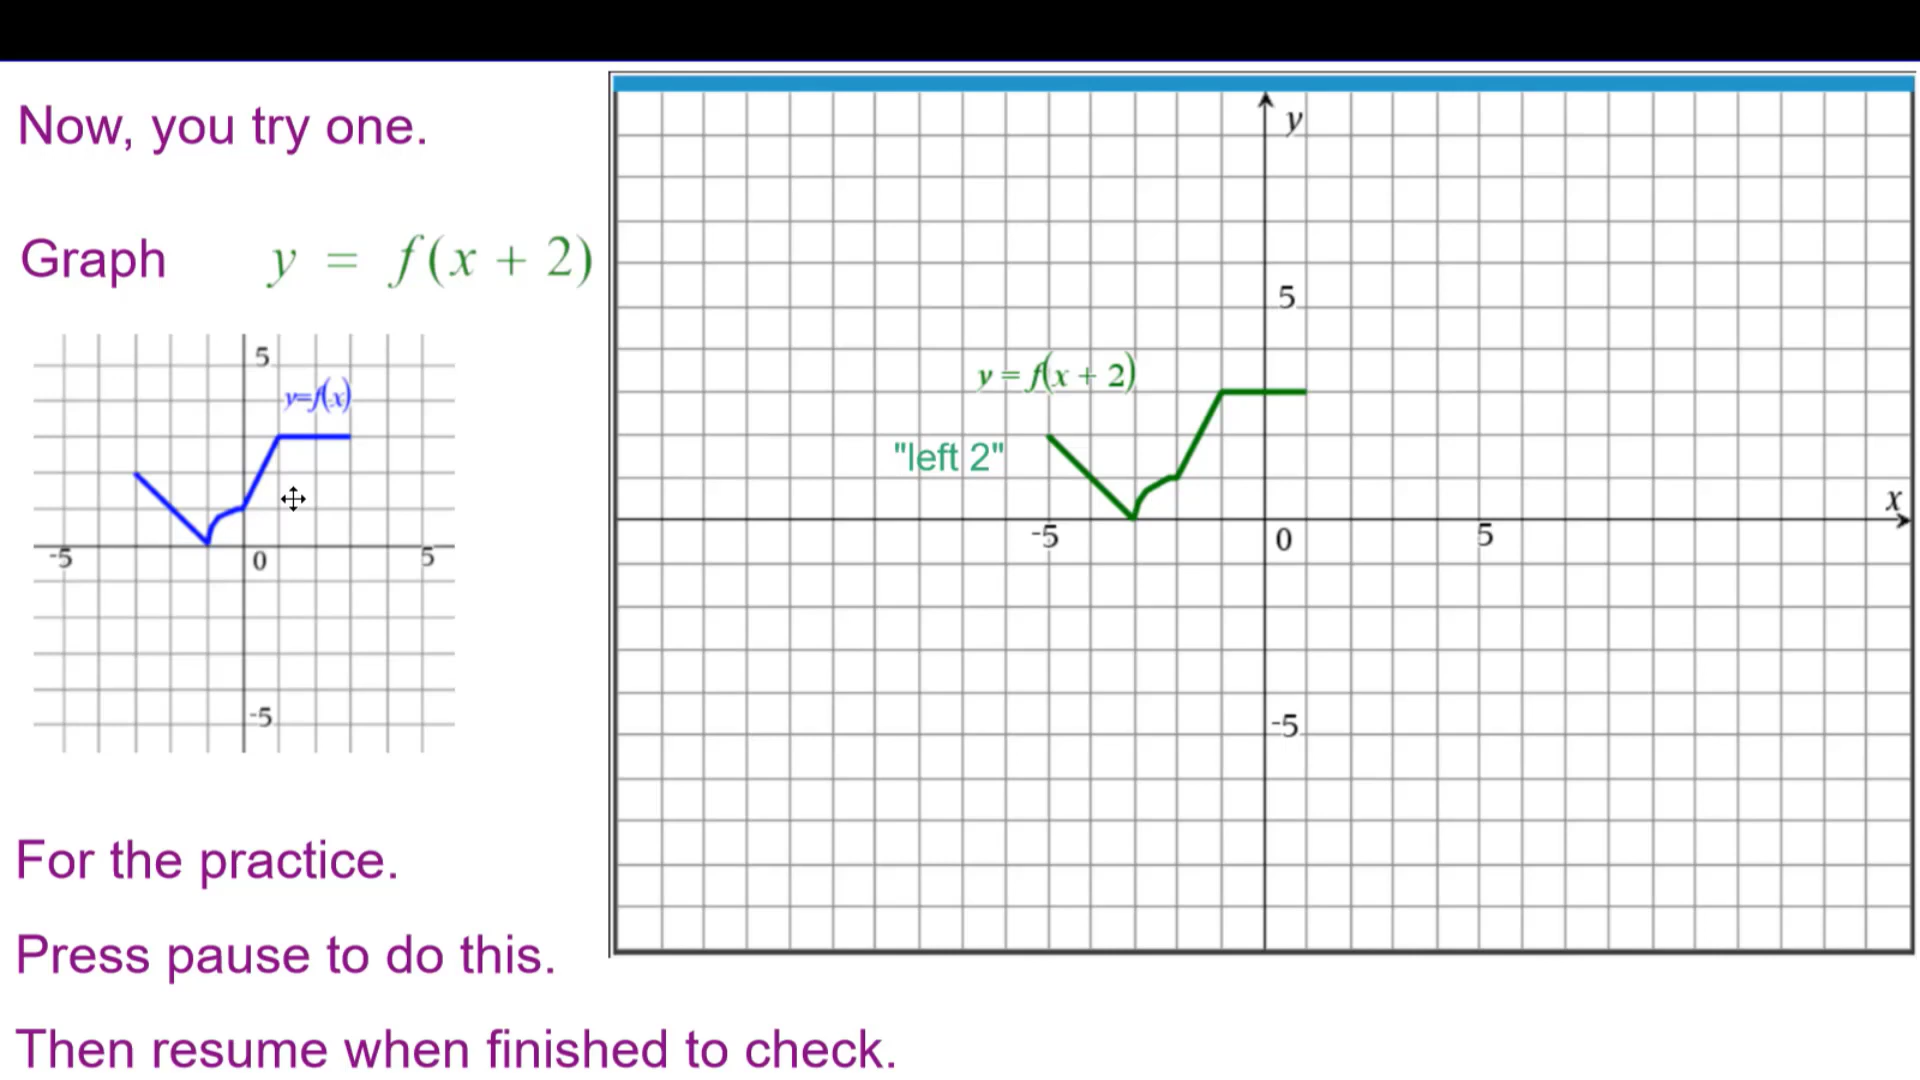 Now, you try one.
Graph y = f(x + 2)
5
y=f(x)
-5 0 5
-5
For the practice.
Press pause to do this.
Then resume when finished to check.
y
5
y = f(x + 2)
"left 2"
x
-5 0 5
-5